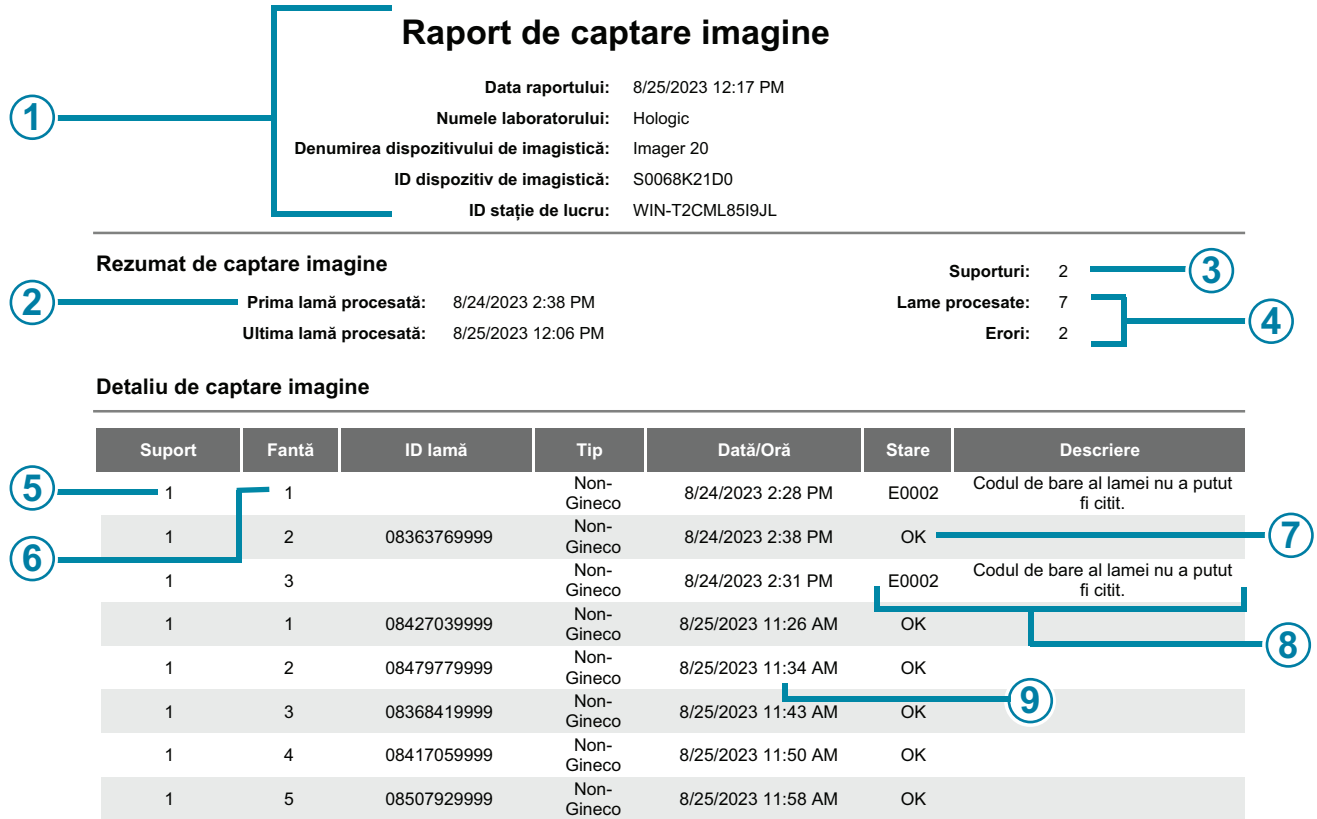 Raport de captare imagine
1
Data raportului: 8/25/2023 12:17 PM
Numele laboratorului: Hologic
Denumirea dispozitivului de imagistică: Imager 20
ID dispozitiv de imagistică: S0068K21D0
ID stație de lucru: WIN-T2CML85I9JL
Rezumat de captare imagine
Suporturi: 2
3
2
Prima lamă procesată: 8/24/2023 2:38 PM
Lame procesate: 7
4
Ultima lamă procesată: 8/25/2023 12:06 PM
Erori: 2
Detaliu de captare imagine
Suport Fantă ID lamă Tip Dată/Oră Stare Descriere
5
1 1 Non-Gineco 8/24/2023 2:28 PM E0002 Codul de bare al lamei nu a putut
fi citit.
6
1 2 08363769999 Non-Gineco 8/24/2023 2:38 PM OK
7
1 3 Non-Gineco 8/24/2023 2:31 PM E0002 Codul de bare al lamei nu a putut
fi citit.
1 1 08427039999 Non-Gineco 8/25/2023 11:26 AM OK
8
1 2 08479779999 Non-Gineco 8/25/2023 11:34 AM OK
9
1 3 08368419999 Non-Gineco 8/25/2023 11:43 AM OK
1 4 08417059999 Non-Gineco 8/25/2023 11:50 AM OK
1 5 08507929999 Non-Gineco 8/25/2023 11:58 AM OK